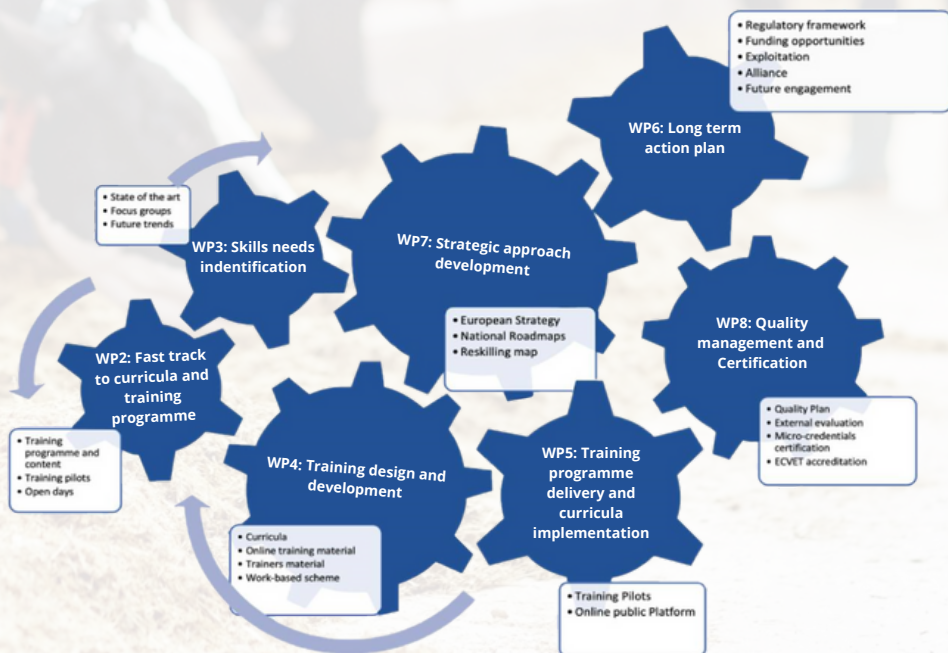 • Regulatory framework
• Funding opportunities
• Exploitation
• Alliance
• Future engagement
WP6: Long term
action plan
• State of the art
• Focus groups
• Future trends
WP3: Skills needs
indentification
WP7: Strategic approach
development
• European Strategy
• National Roadmaps
• Reskilling map
WP8: Quality
management and
Certification
• Quality Plan
• External evaluation
• Micro-credentials
certification
• ECVET accreditation
WP2: Fast track
to curricula and
training
programme
• Training
programme and
content
• Training pilots
• Open days
WP4: Training design and
development
• Curricula
• Online training material
• Trainers material
• Work-based scheme
WP5: Training
programme
delivery and
curricula
implementation
• Training Pilots
• Online public Platform